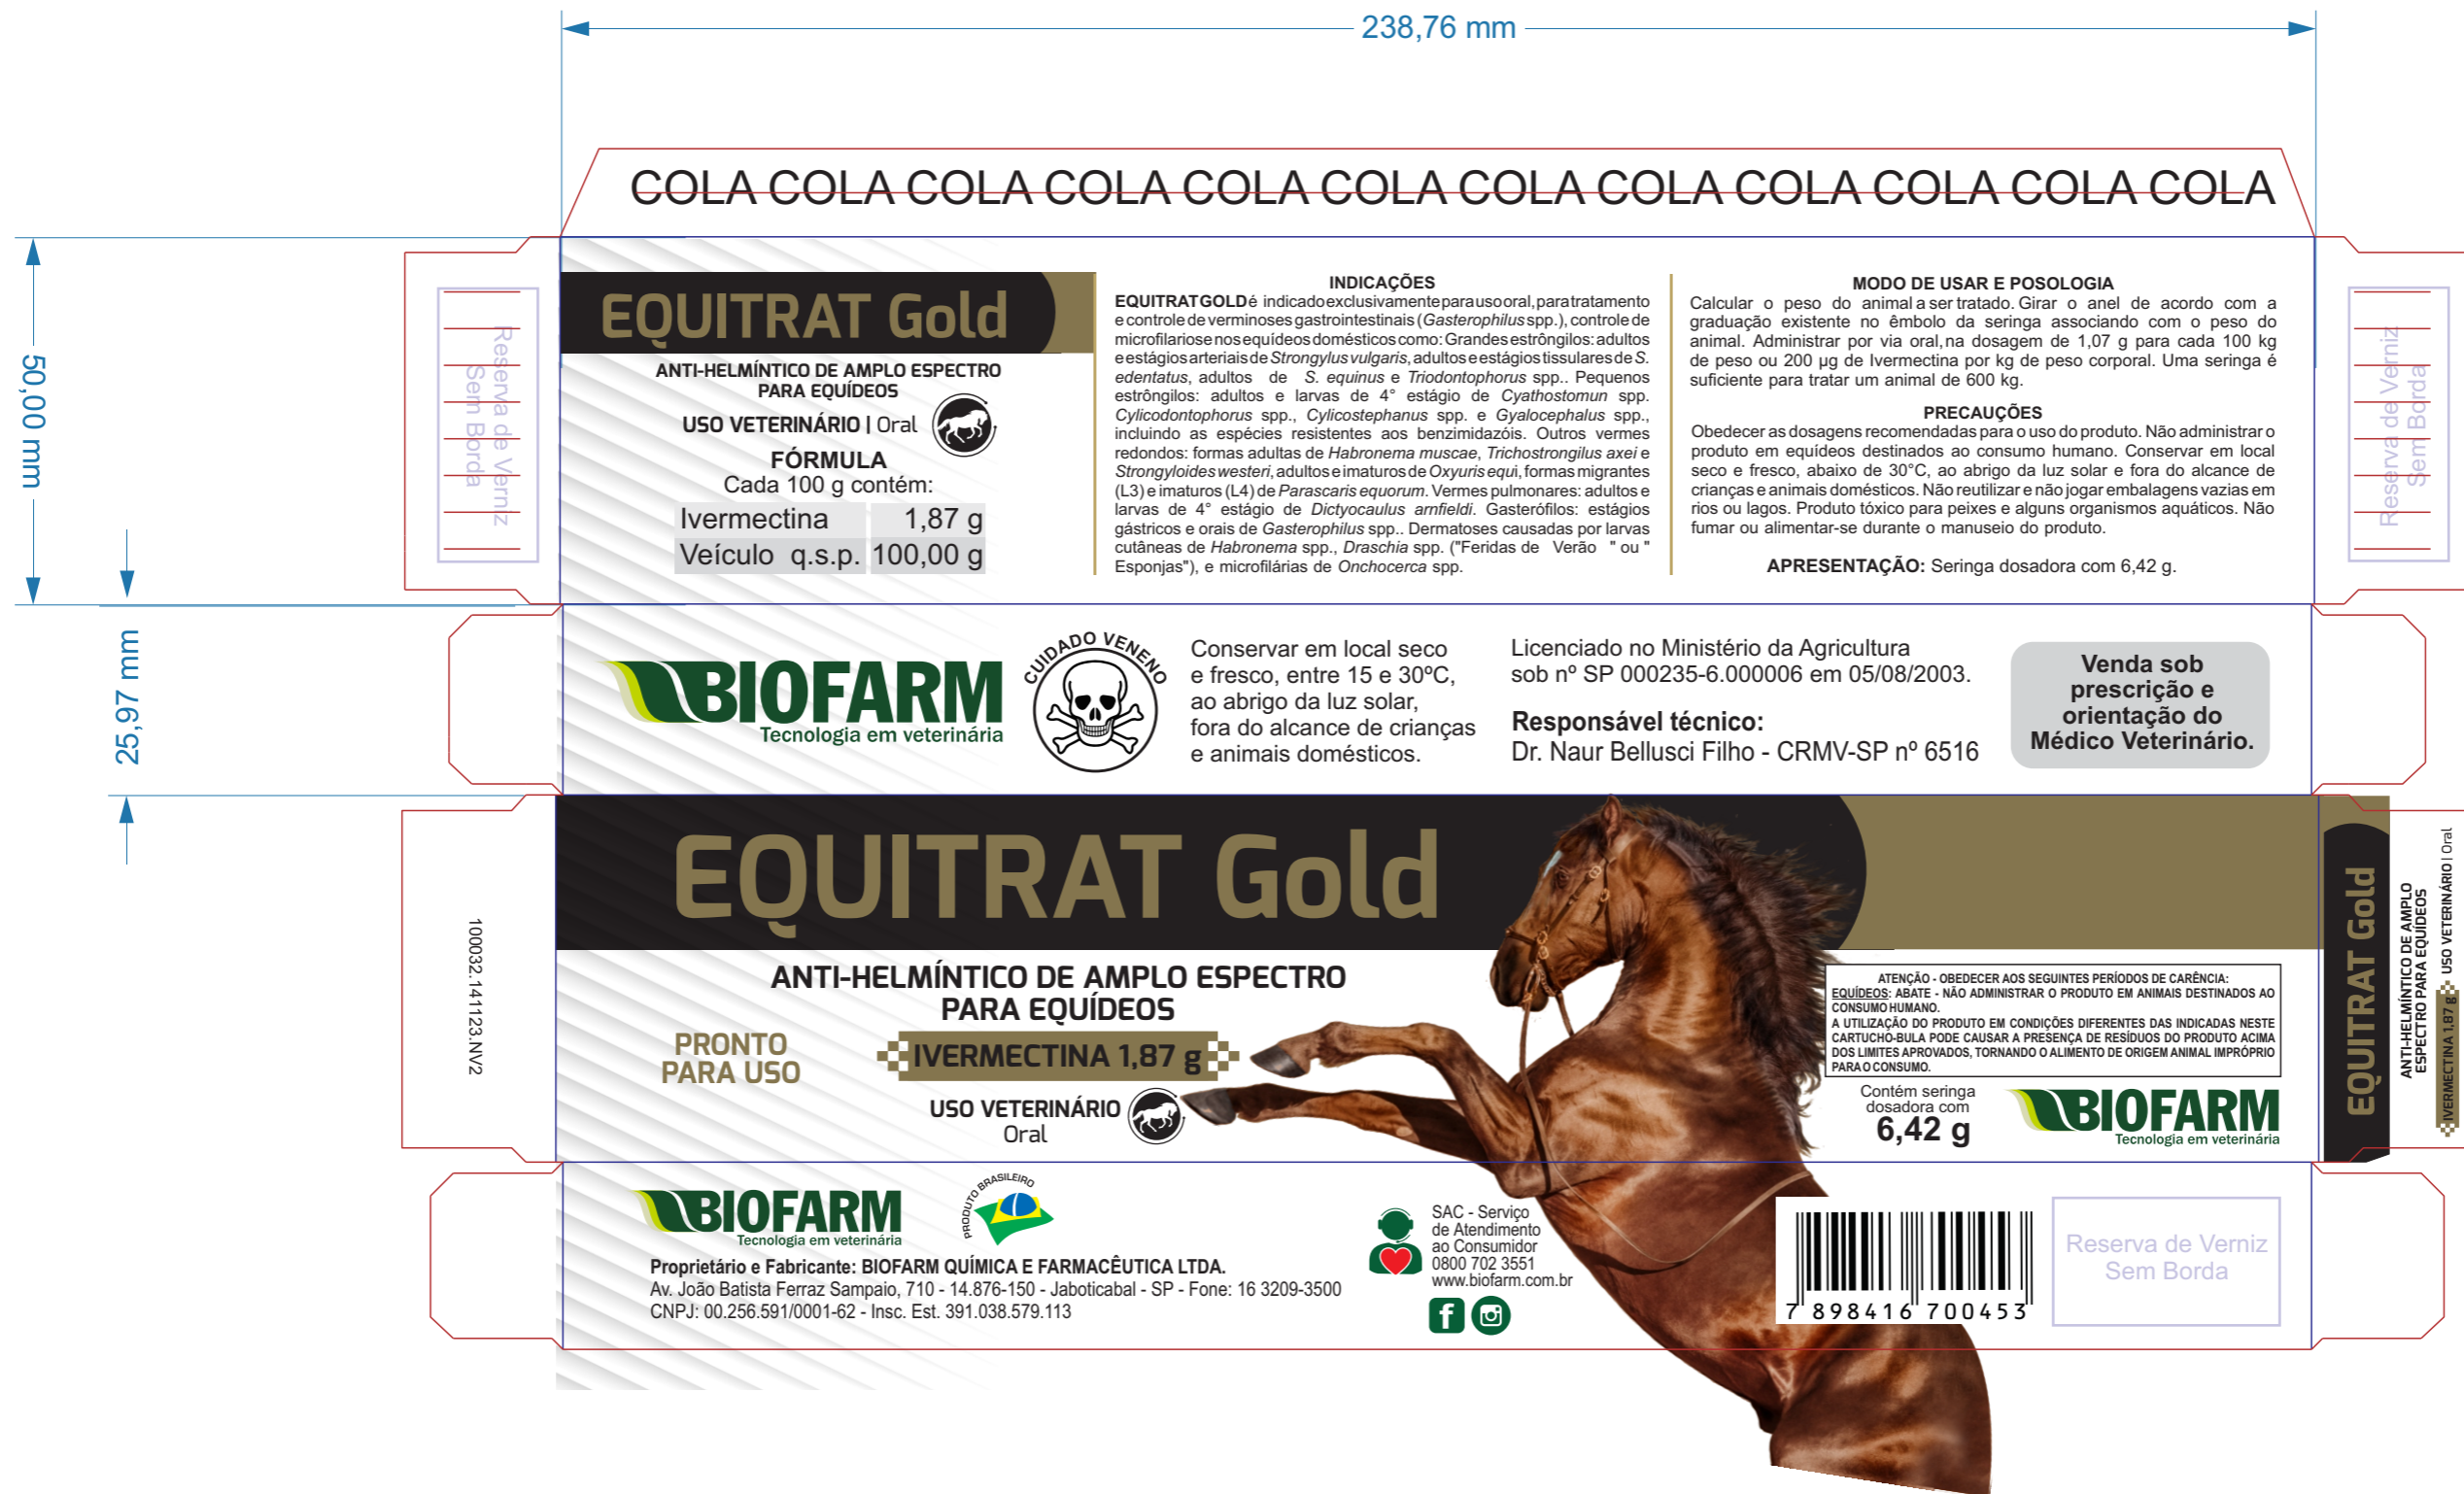 238,76 mm
COLA COLA COLA COLA COLA COLA COLA COLA COLA COLA COLA COLA
50,00 mm
25,97 mm
Reserva de Verniz
Sem Borda
EQUITRAT Gold
ANTI-HELMÍNTICO DE AMPLO ESPECTRO
PARA EQUÍDEOS
USO VETERINÁRIO | Oral
FÓRMULA
Cada 100 g contém:
Ivermectina 1,87 g
Veículo q.s.p. 100,00 g
INDICAÇÕES
EQUITRAT GOLD é indicado exclusivamente para uso oral, para tratamento
e controle de verminoses gastrointestinais (Gasterophilus spp.), controle de
microfilariose nos equídeos domésticos como: Grandes estrôngilos: adultos
e estágios arteriais de Strongylus vulgaris, adultos e estágios tissulares de S.
edentatus, adultos de S. equinus e Triodontophorus spp.. Pequenos
estrôngilos: adultos e larvas de 4° estágio de Cyathostomun spp.
Cylicodontophorus spp., Cylicostephanus spp. e Gyalocephalus spp.,
incluindo as espécies resistentes aos benzimidazóis. Outros vermes
redondos: formas adultas de Habronema muscae, Trichostrongilus axei e
Strongyloides westeri, adultos e imaturos de Oxyuris equi, formas migrantes
(L3) e imaturos (L4) de Parascaris equorum. Vermes pulmonares: adultos e
larvas de 4° estágio de Dictyocaulus arnfieldi. Gasterófilos: estágios
gástricos e orais de Gasterophilus spp.. Dermatoses causadas por larvas
cutâneas de Habronema spp., Draschia spp. ("Feridas de Verão " ou "
Esponjas"), e microfilárias de Onchocerca spp.
MODO DE USAR E POSOLOGIA
Calcular o peso do animal a ser tratado. Girar o anel de acordo com a
graduação existente no êmbolo da seringa associando com o peso do
animal. Administrar por via oral, na dosagem de 1,07 g para cada 100 kg
de peso ou 200 µg de Ivermectina por kg de peso corporal. Uma seringa é
suficiente para tratar um animal de 600 kg.
PRECAUÇÕES
Obedecer as dosagens recomendadas para o uso do produto. Não administrar o
produto em equídeos destinados ao consumo humano. Conservar em local
seco e fresco, abaixo de 30°C, ao abrigo da luz solar e fora do alcance de
crianças e animais domésticos. Não reutilizar e não jogar embalagens vazias em
rios ou lagos. Produto tóxico para peixes e alguns organismos aquáticos. Não
fumar ou alimentar-se durante o manuseio do produto.
APRESENTAÇÃO: Seringa dosadora com 6,42 g.
Reserva de Verniz
Sem Borda
BIOFARM
Tecnologia em veterinária
CUIDADO VENENO
Conservar em local seco
e fresco, entre 15 e 30ºC,
ao abrigo da luz solar,
fora do alcance de crianças
e animais domésticos.
Licenciado no Ministério da Agricultura
sob nº SP 000235-6.000006 em 05/08/2003.
Responsável técnico:
Dr. Naur Bellusci Filho - CRMV-SP nº 6516
Venda sob
prescrição e
orientação do
Médico Veterinário.
100032.141123.NV2
EQUITRAT Gold
ANTI-HELMÍNTICO DE AMPLO ESPECTRO
PARA EQUÍDEOS
PRONTO
PARA USO
IVERMECTINA 1,87 g
USO VETERINÁRIO
Oral
ATENÇÃO - OBEDECER AOS SEGUINTES PERÍODOS DE CARÊNCIA:
EQUÍDEOS: ABATE - NÃO ADMINISTRAR O PRODUTO EM ANIMAIS DESTINADOS AO
CONSUMO HUMANO.
A UTILIZAÇÃO DO PRODUTO EM CONDIÇÕES DIFERENTES DAS INDICADAS NESTE
CARTUCHO-BULA PODE CAUSAR A PRESENÇA DE RESÍDUOS DO PRODUTO ACIMA
DOS LIMITES APROVADOS, TORNANDO O ALIMENTO DE ORIGEM ANIMAL IMPRÓPRIO
PARA O CONSUMO.
Contém seringa
dosadora com
6,42 g
BIOFARM
Tecnologia em veterinária
EQUITRAT Gold
ANTI-HELMÍNTICO DE AMPLO
ESPECTRO PARA EQUÍDEOS
IVERMECTINA 1,87 g
USO VETERINÁRIO | Oral
BIOFARM
Tecnologia em veterinária
PRODUTO BRASILEIRO
Proprietário e Fabricante: BIOFARM QUÍMICA E FARMACÊUTICA LTDA.
Av. João Batista Ferraz Sampaio, 710 - 14.876-150 - Jaboticabal - SP - Fone: 16 3209-3500
CNPJ: 00.256.591/0001-62 - Insc. Est. 391.038.579.113
SAC - Serviço
de Atendimento
ao Consumidor
0800 702 3551
www.biofarm.com.br
7 898416 700453
Reserva de Verniz
Sem Borda